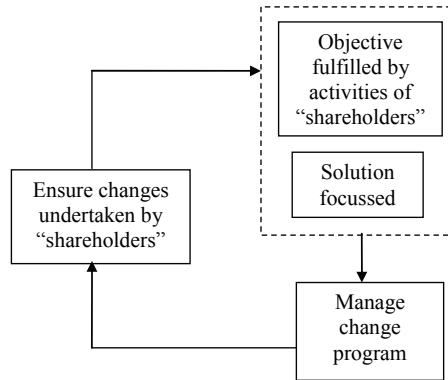 Objective
fulfilled by
activities of
“shareholders”
Solution
focussed
Ensure changes
undertaken by
“shareholders”
Manage
change
program